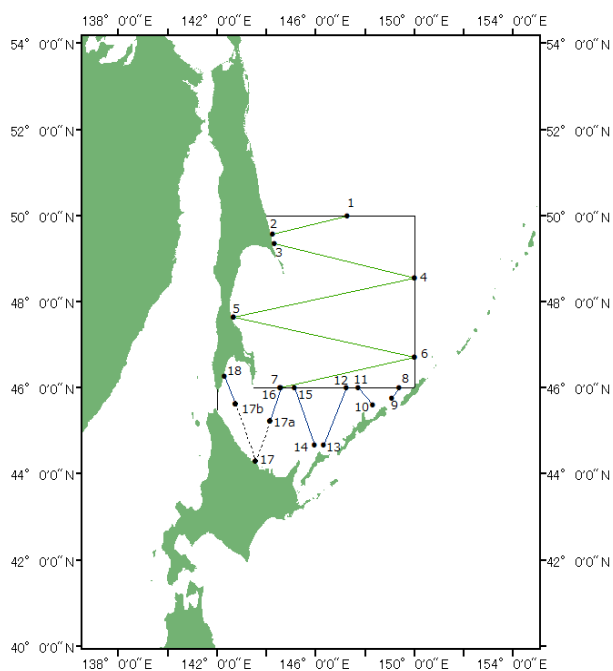 138° 0′0″E 142° 0′0″E 146° 0′0″E 150° 0′0″E 154° 0′0″E
54° 0′0″N 54° 0′0″N
52° 0′0″N 52° 0′0″N
50° 0′0″N 50° 0′0″N
48° 0′0″N 48° 0′0″N
46° 0′0″N 46° 0′0″N
44° 0′0″N 44° 0′0″N
42° 0′0″N 42° 0′0″N
40° 0′0″N 40° 0′0″N
1
2
3
4
5
6
18 7 12 11 8
16 15
17b 10 9
17a
14 13
17
138° 0′0″E 142° 0′0″E 146° 0′0″E 150° 0′0″E 154° 0′0″E